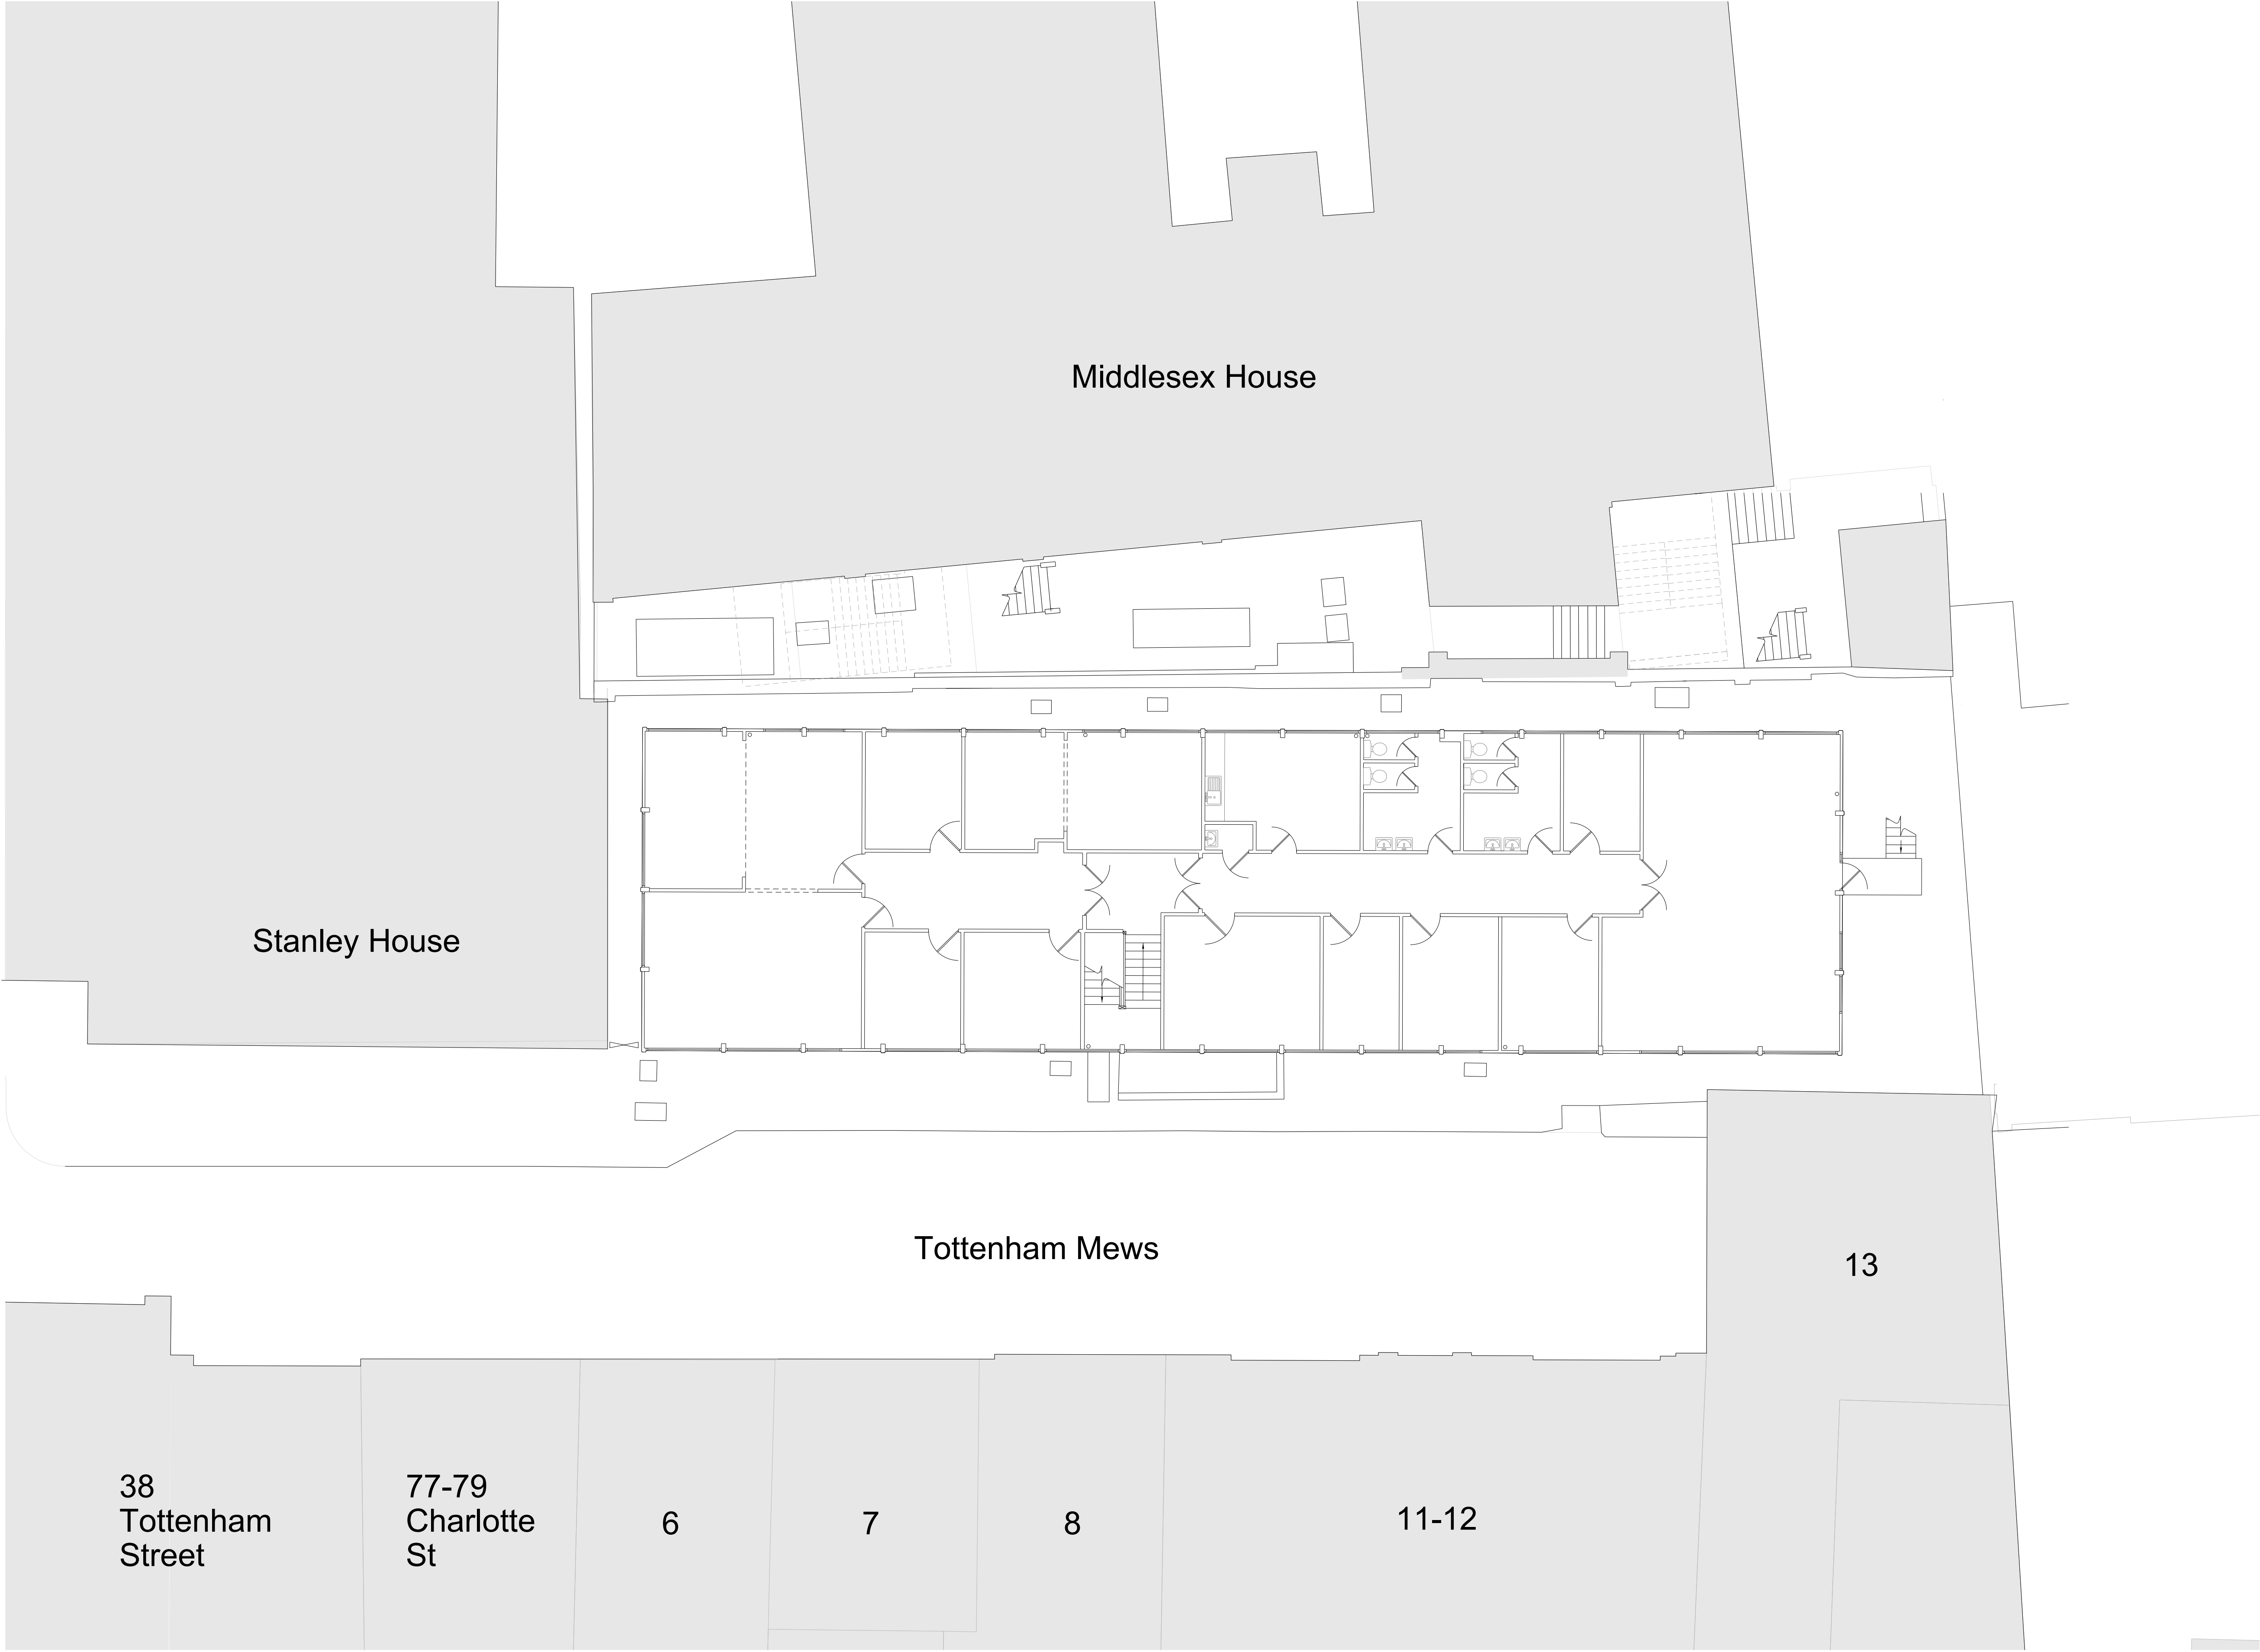 Middlesex House
Stanley House
Tottenham Mews
13
38
Tottenham
Street
77-79
Charlotte
St
6
7
8
11-12